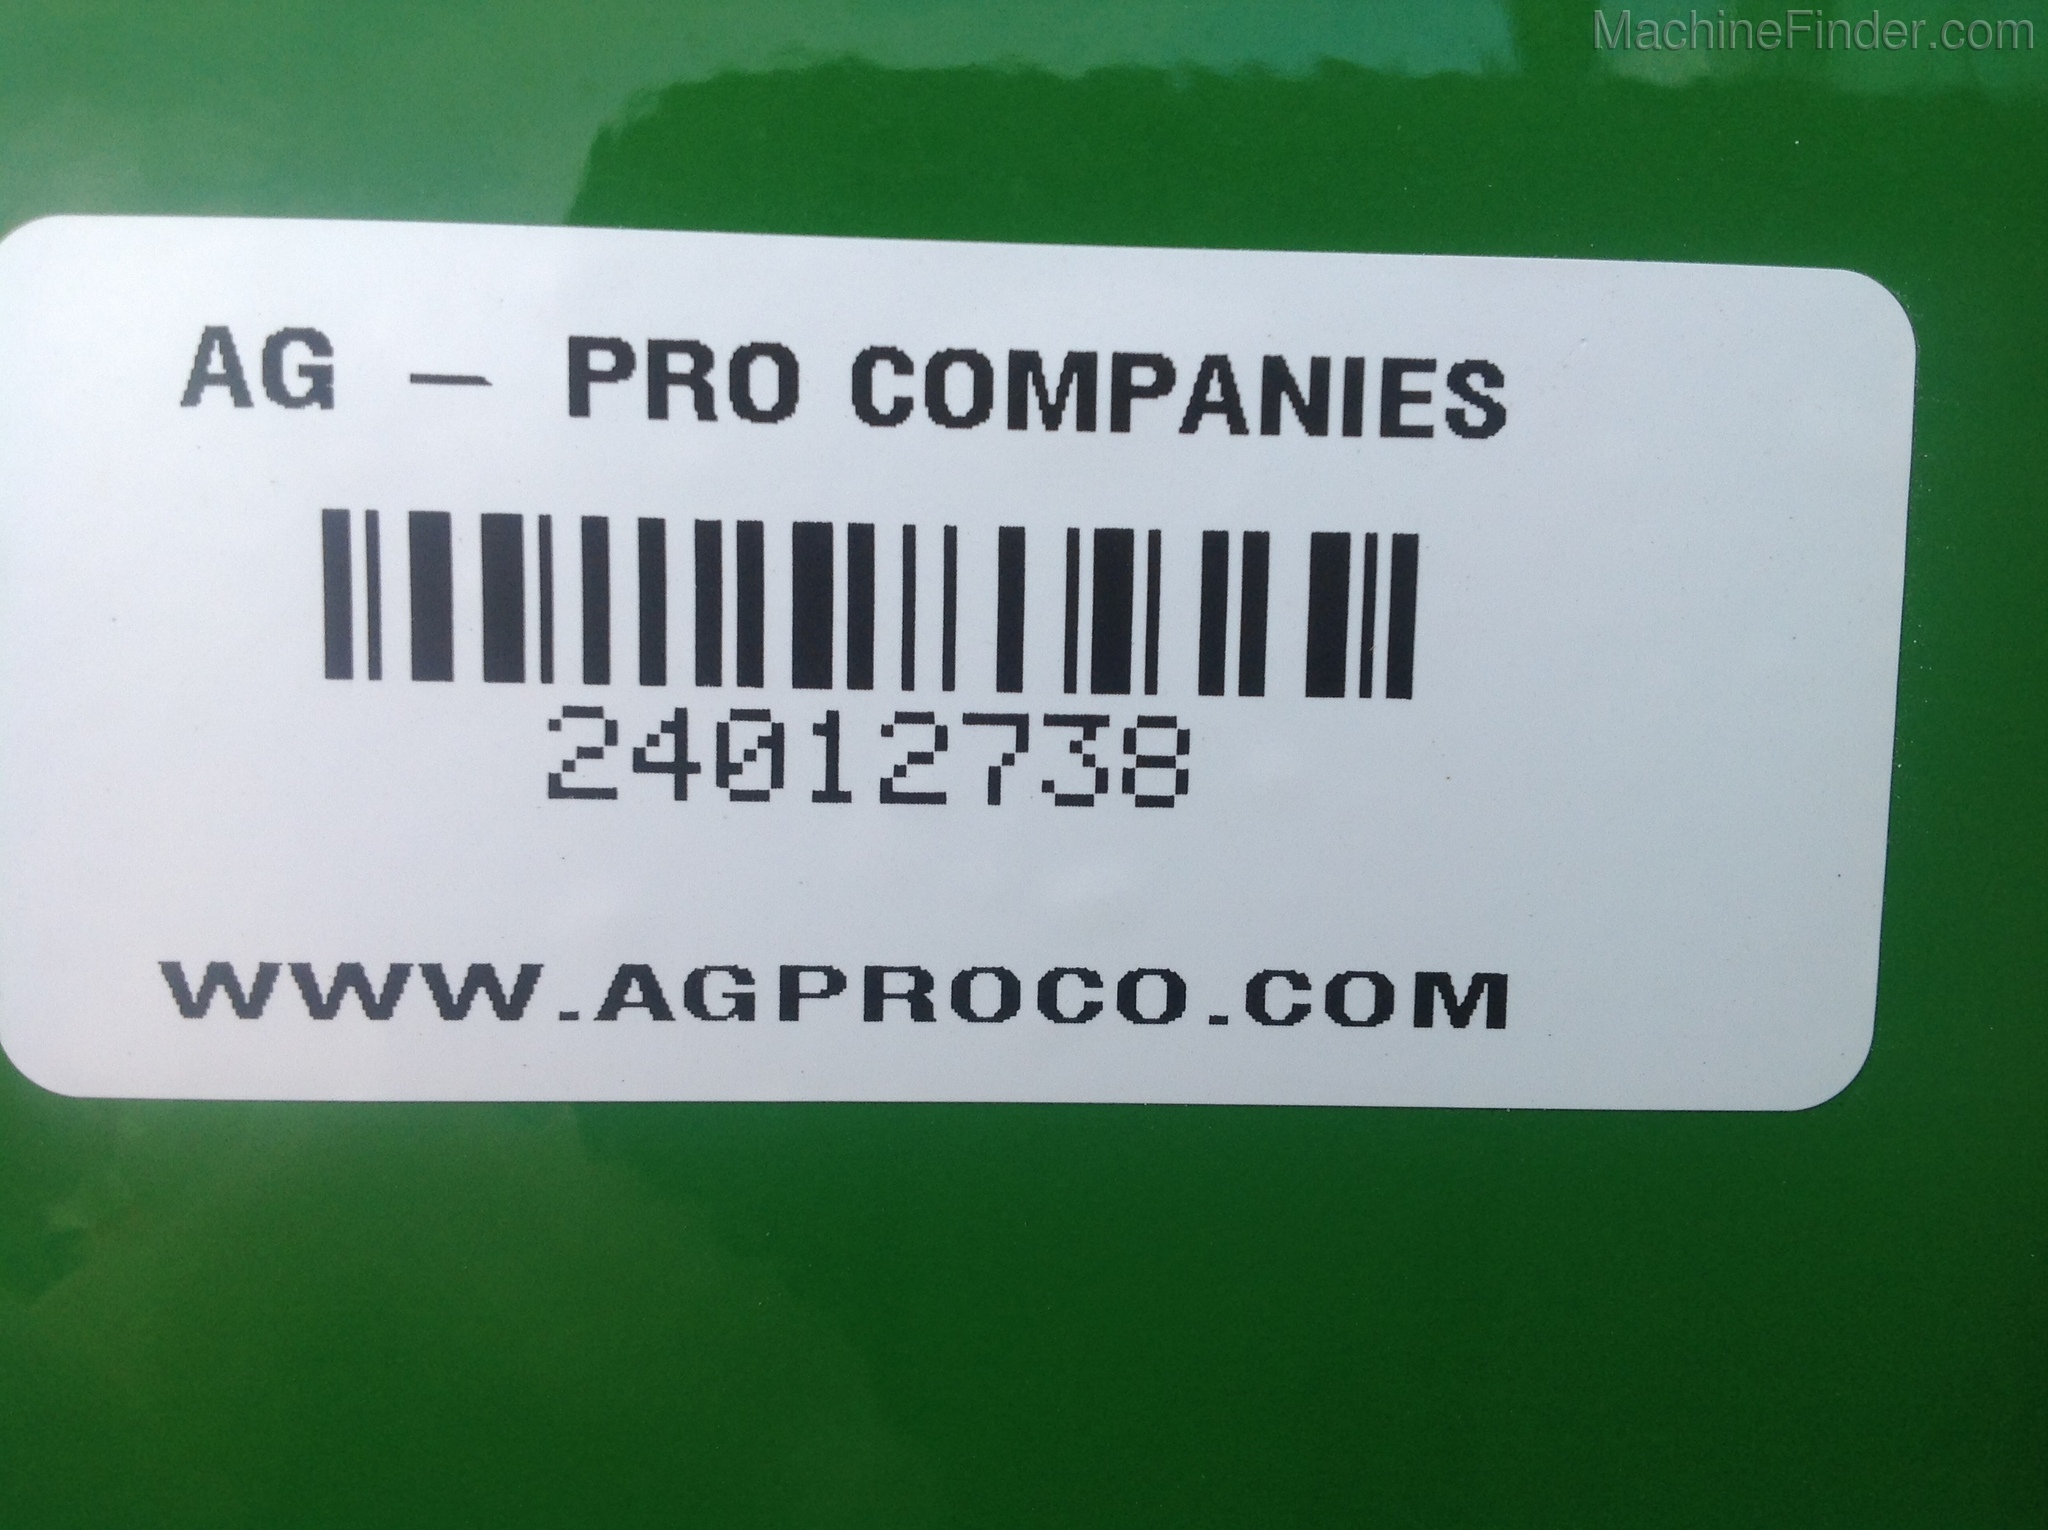 MachineFinder.com
AG - PRO COMPANIES
24012738
WWW.AGPROCO.COM